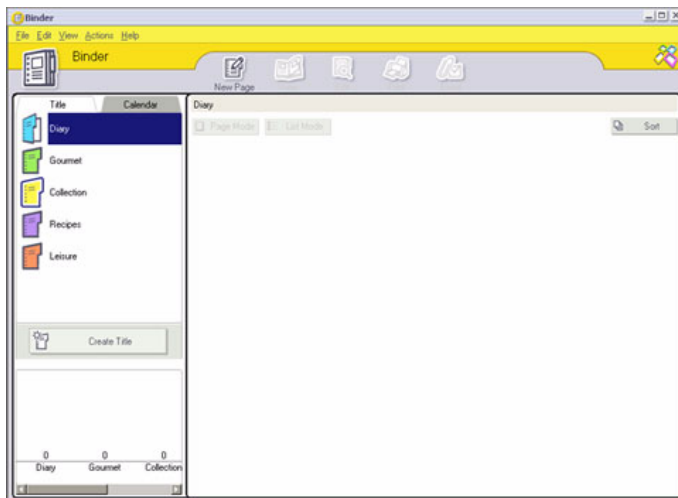 Binder
File Edit View Actions Help
Binder
New Page
Title Calendar
Diary
Page Mode List Mode Sort
Diary
Gourmet
Collection
Recipes
Leisure
Create Title
0 0 0
Diary Gourmet Collection